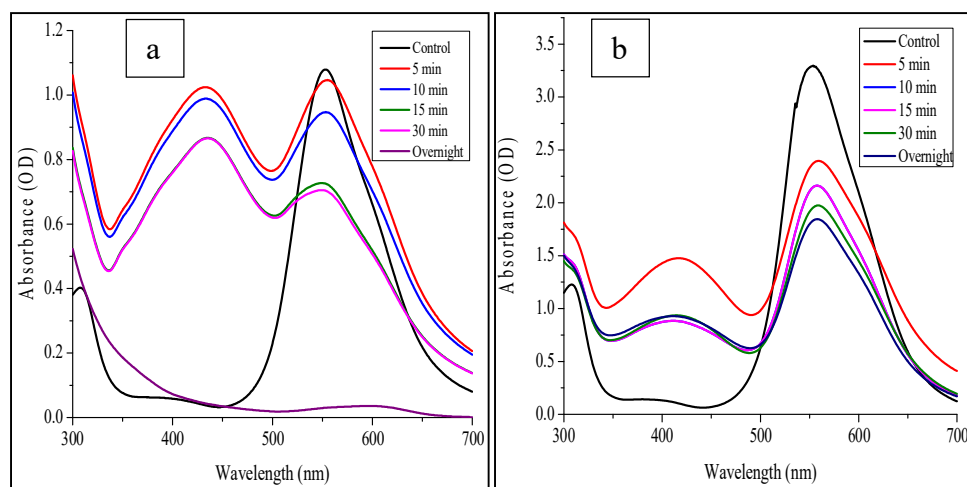 a
Control
5 min
10 min
15 min
30 min
Overnight
1.2
1.0
0.8
0.6
0.4
0.2
0.0
300
400
500
600
700
Absorbance (OD)
Wavelength (nm)
b
Control
5 min
10 min
15 min
30 min
Overnight
3.5
3.0
2.5
2.0
1.5
1.0
0.5
0.0
300
400
500
600
700
Absorbance (OD)
Wavelength (nm)